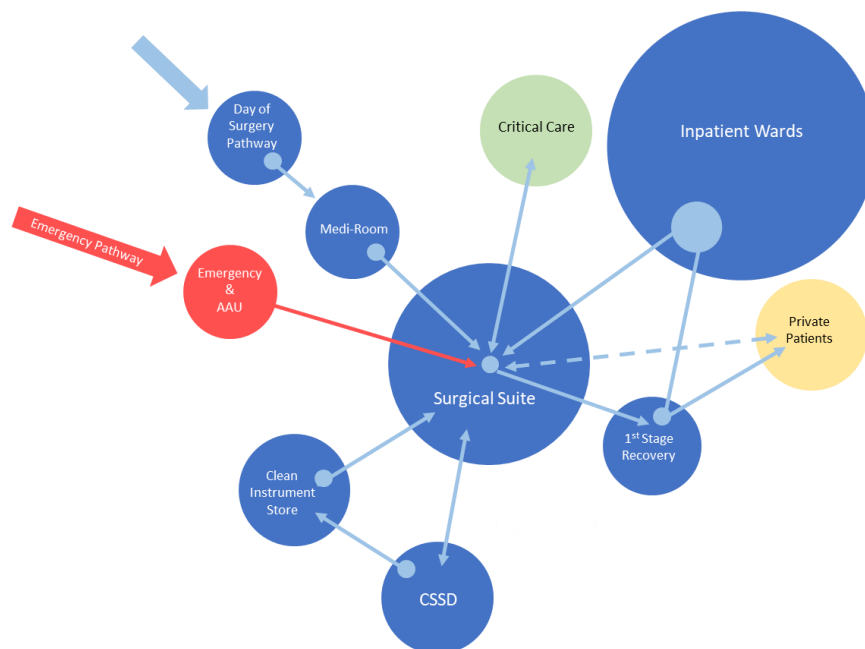 Day of
Surgery
Pathway
Critical Care
Inpatient Wards
Medi-Room
Emergency Pathway
Emergency
&
AAU
Private
Patients
Surgical Suite
1st Stage
Recovery
Clean
Instrument
Store
CSSD